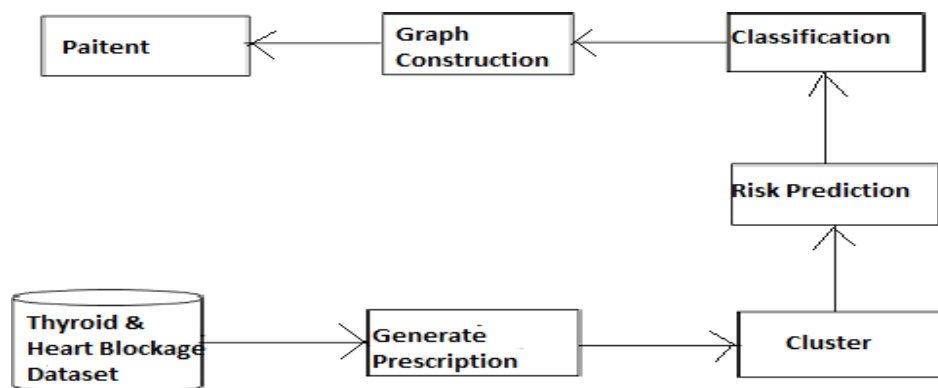 Paitent
Graph
Construction
Classification
Risk Prediction
Thyroid &
Heart Blockage
Dataset
Generate
Prescription
Cluster